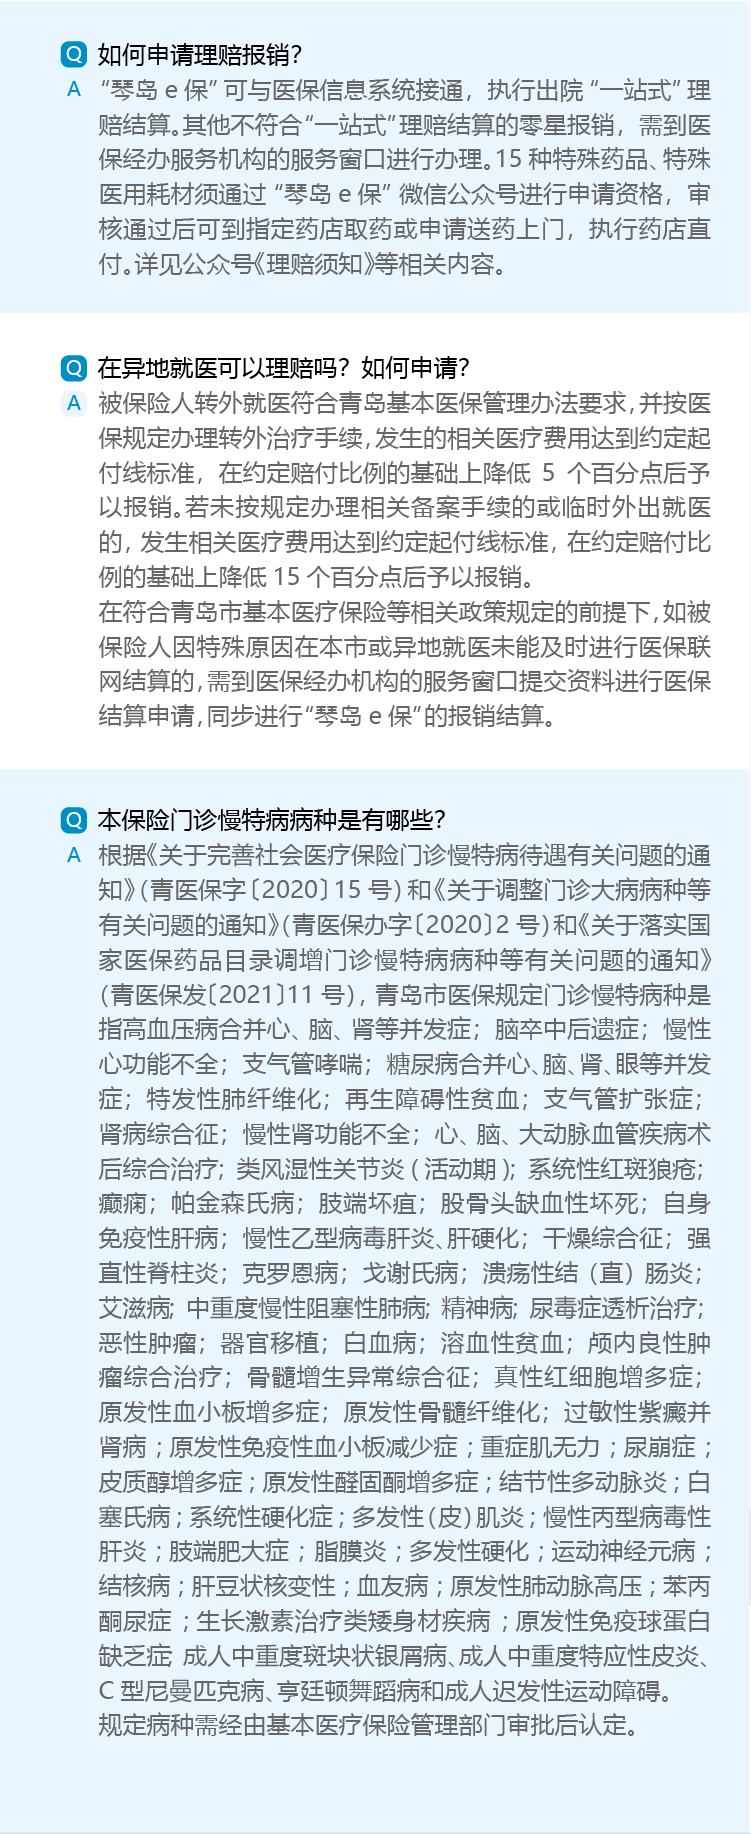 Q 如何申请理赔报销？
A “琴岛 e 保” 可与医保信息系统接通，执行出院 “一站式” 理
赔结算。其他不符合“一站式”理赔结算的零星报销，需到医
保经办服务机构的服务窗口进行办理。15 种特殊药品、特殊
医用耗材须通过 “琴岛 e 保” 微信公众号进行申请资格，审
核通过后可到指定药店取药或申请送药上门，执行药店直
付。详见公众号《理赔须知》等相关内容。
Q 在异地就医可以理赔吗？如何申请？
A 被保险人转外就医符合青岛基本医保管理办法要求，并按医
保规定办理转外治疗手续，发生的相关医疗费用达到约定起
付线标准，在约定赔付比例的基础上降低 5 个百分点后予
以报销。若未按规定办理相关备案手续的或临时外出就医
的，发生相关医疗费用达到约定起付线标准，在约定赔付比
例的基础上降低 15 个百分点后予以报销。
在符合青岛市基本医疗保险等相关政策规定的前提下，如被
保险人因特殊原因在本市或异地就医未能及时进行医保联
网结算的，需到医保经办机构的服务窗口提交资料进行医保
结算申请，同步进行“琴岛 e 保”的报销结算。
Q 本保险门诊慢特病病种是有哪些？
A 根据《关于完善社会医疗保险门诊慢特病待遇有关问题的通
知》（青医保字〔2020〕15 号）和《关于调整门诊大病病种等
有关问题的通知》（青医保办字〔2020〕2 号）和《关于落实国
家医保药品目录调增门诊慢特病病种等有关问题的通知》
（青医保发〔2021〕11 号），青岛市医保规定门诊慢特病种是
指高血压病合并心、脑、肾等并发症；脑卒中后遗症；慢性
心功能不全；支气管哮喘；糖尿病合并心、脑、肾、眼等并发
症；特发性肺纤维化；再生障碍性贫血；支气管扩张症；
肾病综合征；慢性肾功能不全；心、脑、大动脉血管疾病术
后综合治疗；类风湿性关节炎 ( 活动期 )；系统性红斑狼疮；
癫痫；帕金森氏病；肢端坏疽；股骨头缺血性坏死；自身
免疫性肝病；慢性乙型病毒肝炎、肝硬化；干燥综合征；强
直性脊柱炎；克罗恩病；戈谢氏病；溃疡性结（直）肠炎；
艾滋病；中重度慢性阻塞性肺病；精神病；尿毒症透析治疗；
恶性肿瘤；器官移植；白血病；溶血性贫血；颅内良性肿
瘤综合治疗；骨髓增生异常综合征；真性红细胞增多症；
原发性血小板增多症；原发性骨髓纤维化；过敏性紫癜并
肾病；原发性免疫性血小板减少症；重症肌无力；尿崩症；
皮质醇增多症；原发性醛固酮增多症；结节性多动脉炎；白
塞氏病；系统性硬化症；多发性（皮）肌炎；慢性丙型病毒性
肝炎；肢端肥大症；脂膜炎；多发性硬化；运动神经元病；
结核病；肝豆状核变性；血友病；原发性肺动脉高压；苯丙
酮尿症；生长激素治疗类矮身材疾病；原发性免疫球蛋白
缺乏症 成人中重度斑块状银屑病、成人中重度特应性皮炎、
C 型尼曼匹克病、亨廷顿舞蹈病和成人迟发性运动障碍。
规定病种需经由基本医疗保险管理部门审批后认定。